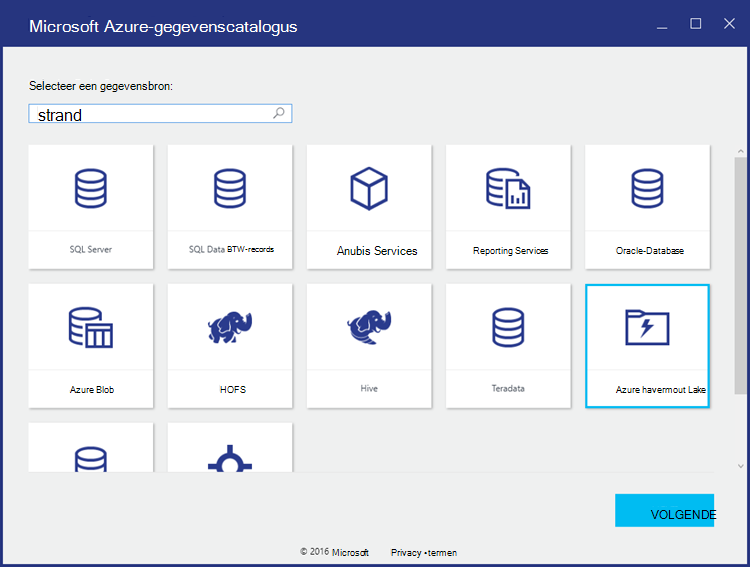 Microsoft Azure-gegevenscatalogus
Selecteer een gegevensbron:
strand
SQL Server
SQL Data BTW-records
Anubis Services
Reporting Services
Oracle-Database
Azure Blob
HOFS
Hive
Teradata
Azure havermout Lake
VOLGENDE
© 2016 Microsoft
Privacy •termen